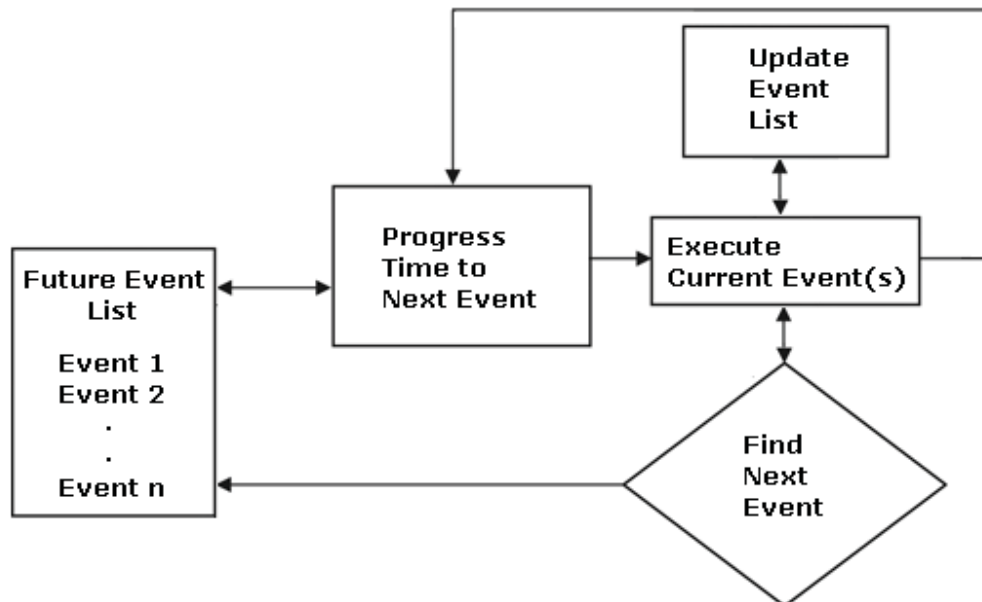 Update
Event
List
Progress
Time to
Next Event
Execute
Current Event(s)
Future Event
List
Event 1
Event 2
.
.
Event n
Find
Next
Event